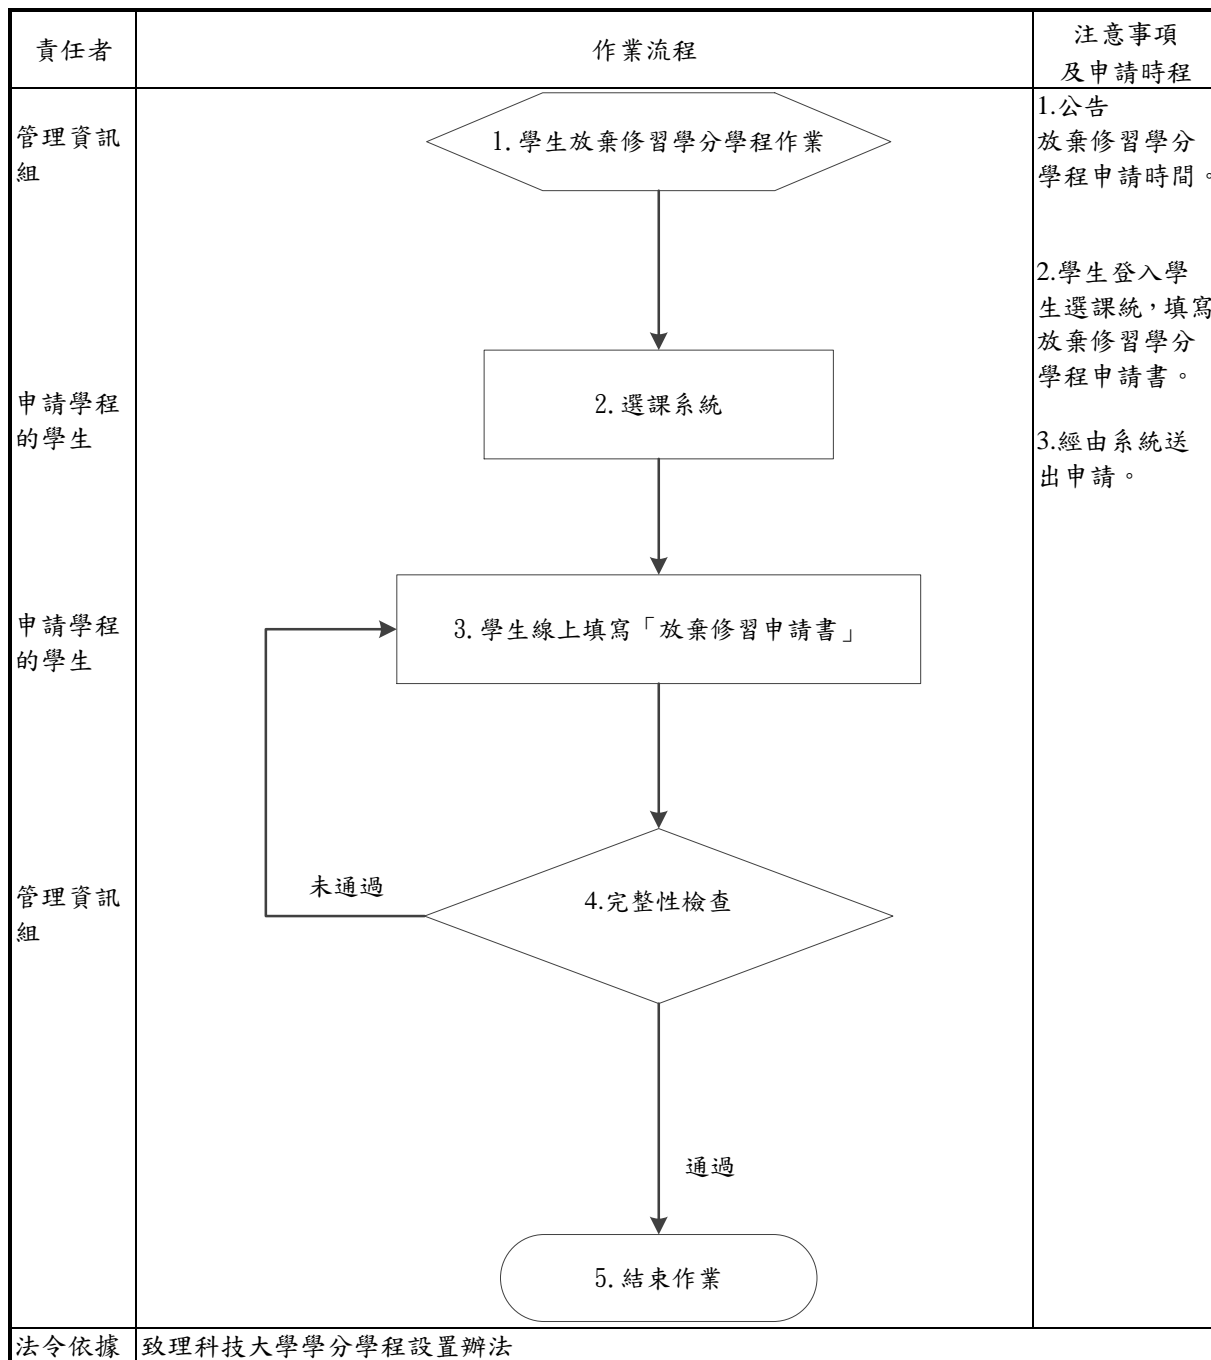 責任者
作業流程
注意事項
及申請時程
管理資訊
組
1.學生放棄修習學分學程作業
1.公告
放棄修習學分
學程申請時間。
2.學生登入學
生選課統，填寫
放棄修習學分
學程申請書。
申請學程
的學生
2.選課系統
3.經由系統送
出申請。
申請學程
的學生
3.學生線上填寫「放棄修習申請書」
管理資訊
組
未通過
4.完整性檢查
通過
5.結束作業
法令依據
致理科技大學學分學程設置辦法